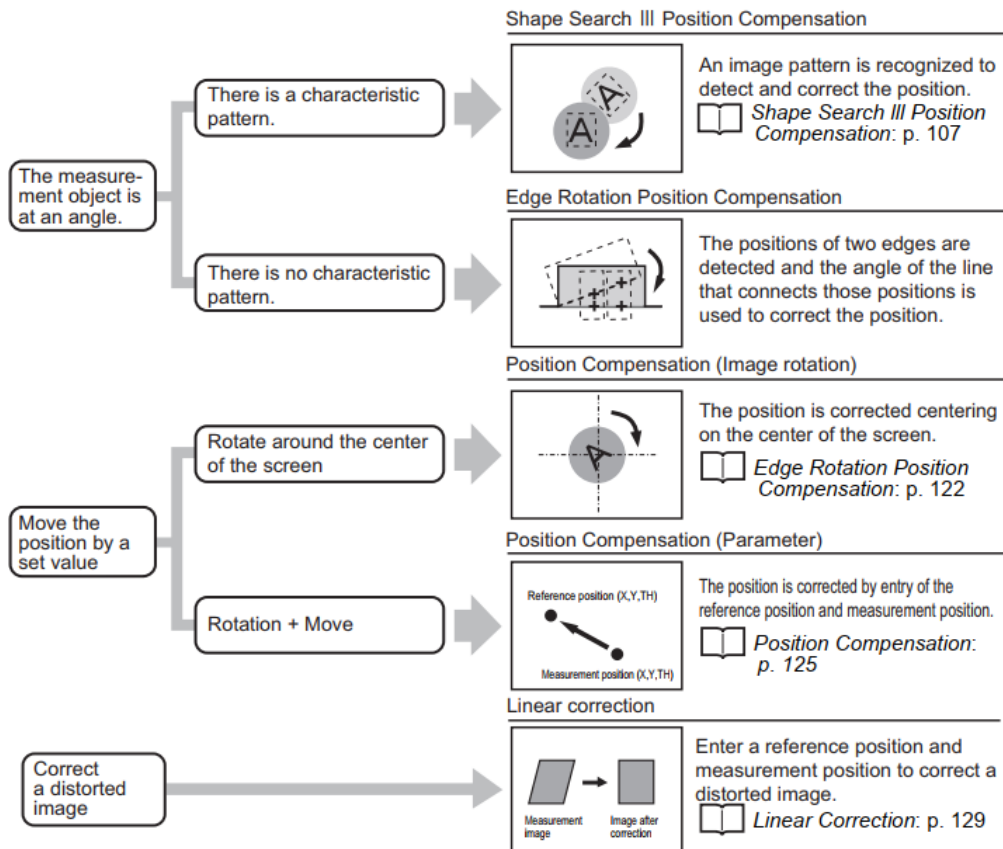 Shape Search III Position Compensation
There is a characteristic
pattern.
A
A
An image pattern is recognized to
detect and correct the position.
Shape Search III Position
Compensation: p. 107
The measure-
ment object is
at an angle.
Edge Rotation Position Compensation
There is no characteristic
pattern.
The positions of two edges are
detected and the angle of the line
that connects those positions is
used to correct the position.
Position Compensation (Image rotation)
Rotate around the center
of the screen
A
The position is corrected centering
on the center of the screen.
Edge Rotation Position
Compensation: p. 122
Move the
position by a
set value
Position Compensation (Parameter)
Rotation + Move
Reference position (X,Y,TH)
Measurement position (X,Y,TH)
The position is corrected by entry of the
reference position and measurement position.
Position Compensation:
p. 125
Linear correction
Correct
a distorted
image
Measurement
image
Image after
correction
Enter a reference position and
measurement position to correct a
distorted image.
Linear Correction: p. 129